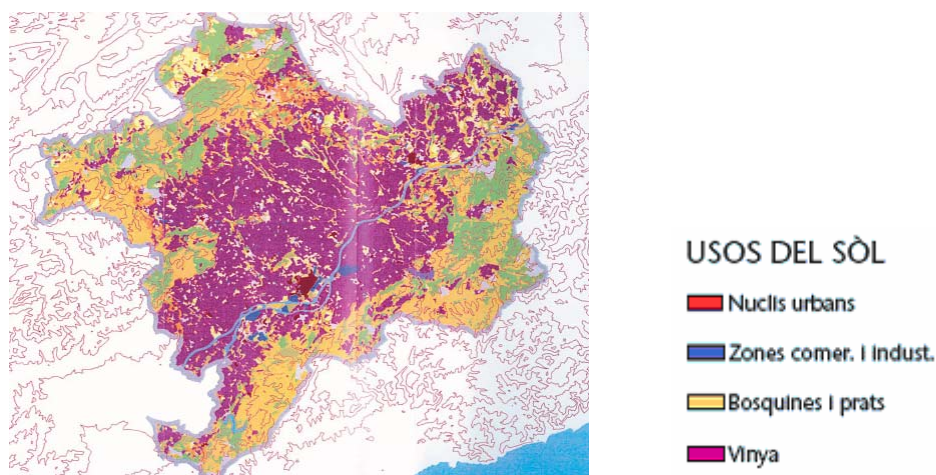 USOS DEL SÒL
Nuclis urbans
Zones comer. i indust.
Bosquines i prats
Vinya